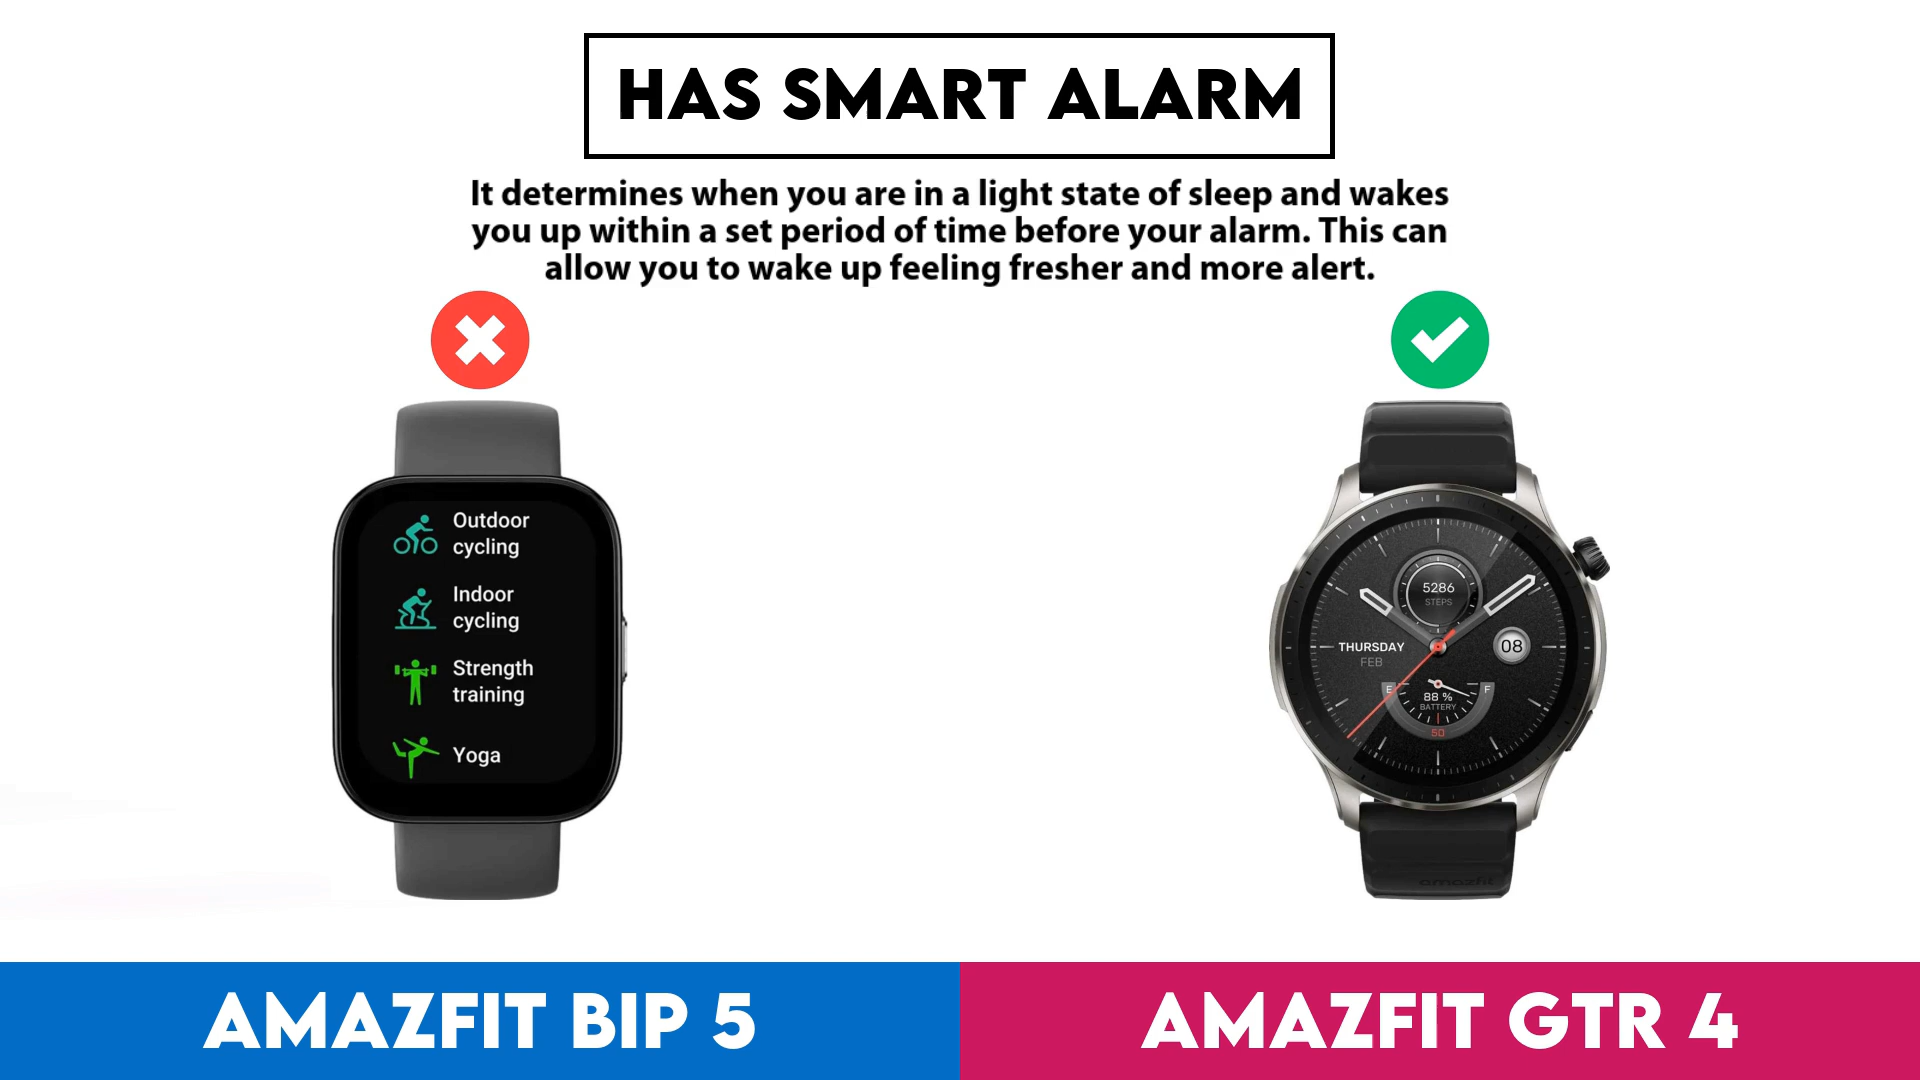 HAS SMART ALARM
It determines when you are in a light state of sleep and wakes
you up within a set period of time before your alarm. This can
allow you to wake up feeling fresher and more alert.
Outdoor
cycling
Indoor
cycling
Strength
training
Yoga
5286
STEPS
THURSDAY
FEB
08
E
F
88 %
BATTERY
50
amazfit
AMAZFIT BIP 5
AMAZFIT GTR 4